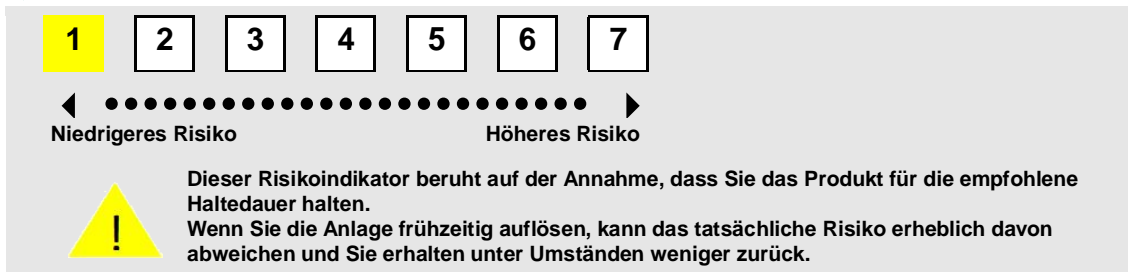 1 2 3 4 5 6 7
Niedrigeres Risiko Höheres Risiko
Dieser Risikoindikator beruht auf der Annahme, dass Sie das Produkt für die empfohlene
Haltedauer halten.
Wenn Sie die Anlage frühzeitig auflösen, kann das tatsächliche Risiko erheblich davon
abweichen und Sie erhalten unter Umständen weniger zurück.
!